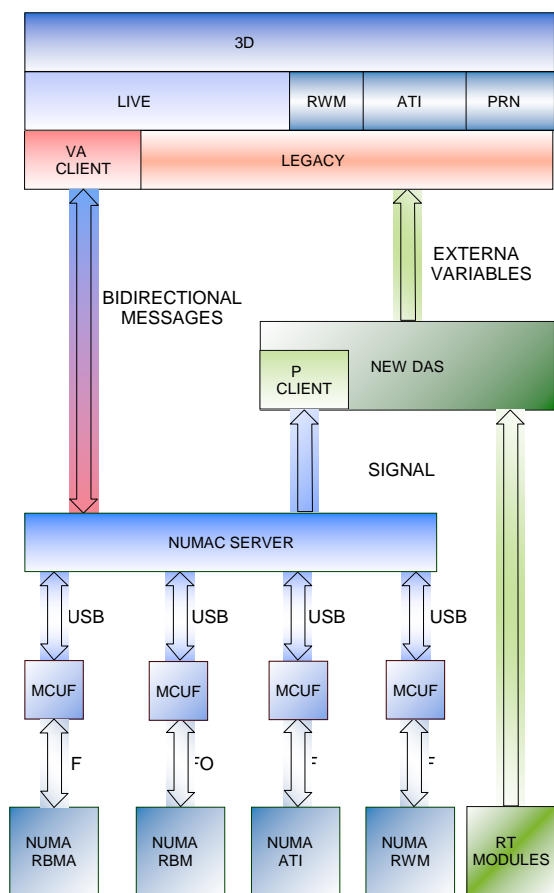 3D
LIVE
RWM
ATI
PRN
VA
CLIENT
LEGACY
EXTERNA
VARIABLES
BIDIRECTIONAL
MESSAGES
P
CLIENT
NEW DAS
SIGNAL
NUMAC SERVER
USB
USB
USB
USB
MCUF
MCUF
MCUF
MCUF
F
FO
F
F
NUMA
RBMA
NUMA
RBM
NUMA
ATI
NUMA
RWM
RT
MODULES